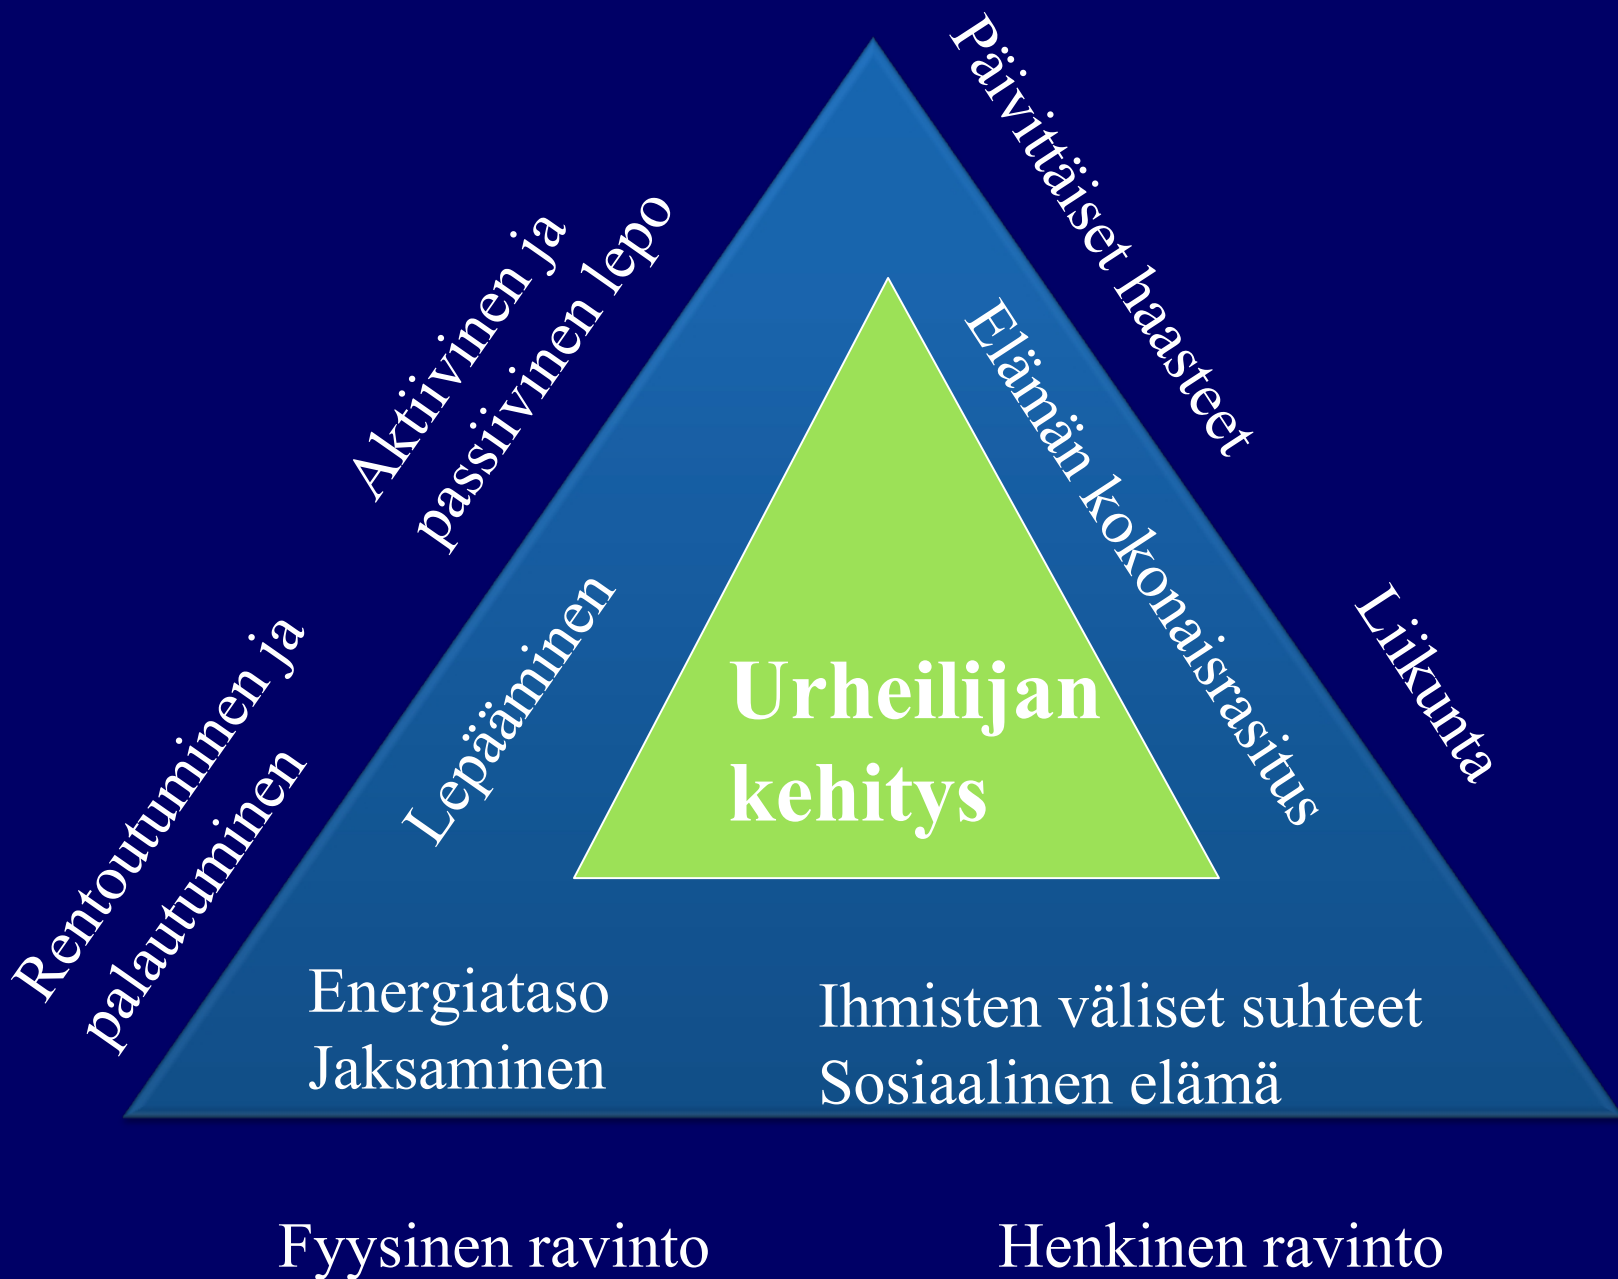 Päivittäiset haasteet
Aktiivinen ja
passiivinen lepo
Elämän kokonaisrasitus
Liikunta
Lepääminen
Rentoutuminen ja
palautuminen
Urheilijan
kehitys
Energiataso
Jaksaminen
Ihmisten väliset suhteet
Sosiaalinen elämä
Fyysinen ravinto
Henkinen ravinto